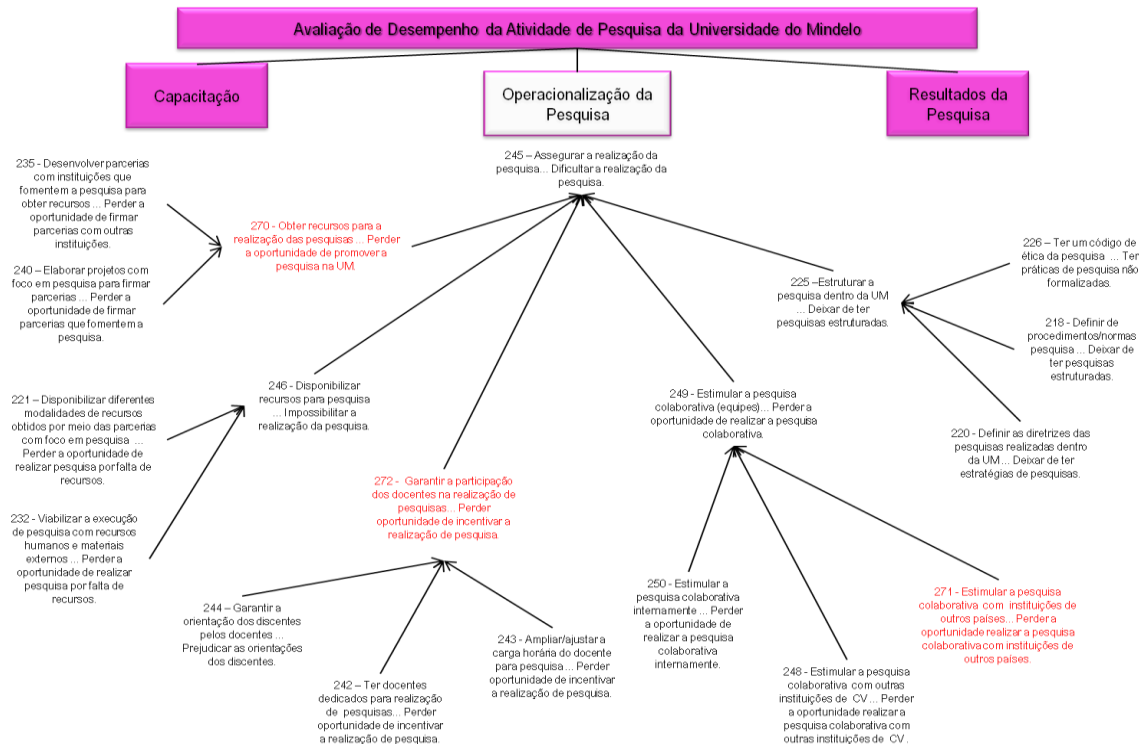 Avaliação de Desempenho da Atividade de Pesquisa da Universidade do Mindelo
Capacitação
Operacionalização da
Pesquisa
Resultados da
Pesquisa
245 – Assegurar a realização da
pesquisa... Dificultar a realização da
pesquisa.
235 - Desenvolver parcerias
com instituições que
fomentem a pesquisa para
obter recursos ... Perder a
oportunidade de firmar
parcerias com outras
instituições.
270 - Obter recursos para a
realização das pesquisas ... Perder
a oportunidade de promover a
pesquisa na UM.
240 – Elaborar projetos com
foco em pesquisa para firmar
parcerias ... Perder a
oportunidade de firmar
parcerias que fomentem a
pesquisa.
226 – Ter um código de
ética da pesquisa ... Ter
práticas de pesquisa não
formalizadas.
225 –Estruturar a
pesquisa dentro da UM
... Deixar de ter
pesquisas estruturadas.
218 - Definir de
procedimentos/normas
pesquisa ... Deixar de
ter pesquisas
estruturadas.
220 - Definir as diretrizes das
pesquisas realizadas dentro
da UM... Deixar de ter
estratégias de pesquisas.
246 - Disponibilizar
recursos para pesquisa
... Impossibilitar a
realização da pesquisa.
249 - Estimular a pesquisa
colaborativa (equipes)... Perder a
oportunidade de realizar a pesquisa
colaborativa.
221 – Disponibilizar diferentes
modalidades de recursos
obtidos por meio das parcerias
com foco em pesquisa ...
Perder a oportunidade de
realizar pesquisa por falta de
recursos.
232 – Viabilizar a execução
de pesquisa com recursos
humanos e materiais
externos ... Perder a
oportunidade de realizar
pesquisa por falta de
recursos.
272 - Garantir a participação
dos docentes na realização de
pesquisas... Perder
oportunidade de incentivar a
realização de pesquisa.
244 – Garantir a
orientação dos discentes
pelos docentes ...
Prejudicar as orientações
dos discentes.
242 – Ter docentes
dedicados para realização
de pesquisas... Perder
oportunidade de incentivar
a realização de pesquisa.
243 - Ampliar/ajustar a
carga horária do docente
para pesquisa ... Perder
oportunidade de incentivar
a realização de pesquisa.
250 - Estimular a
pesquisa colaborativa
internamente ... Perder
a oportunidade de
realizar a pesquisa
colaborativa
internamente.
248 - Estimular a pesquisa
colaborativa com outras
instituições de CV ... Perder
a oportunidade realizar a
pesquisa colaborativa com
outras instituições de CV .
271 - Estimular a pesquisa
colaborativa com instituições de
outros países... Perder a
oportunidade realizar a pesquisa
colaborativa com instituições de
outros países.